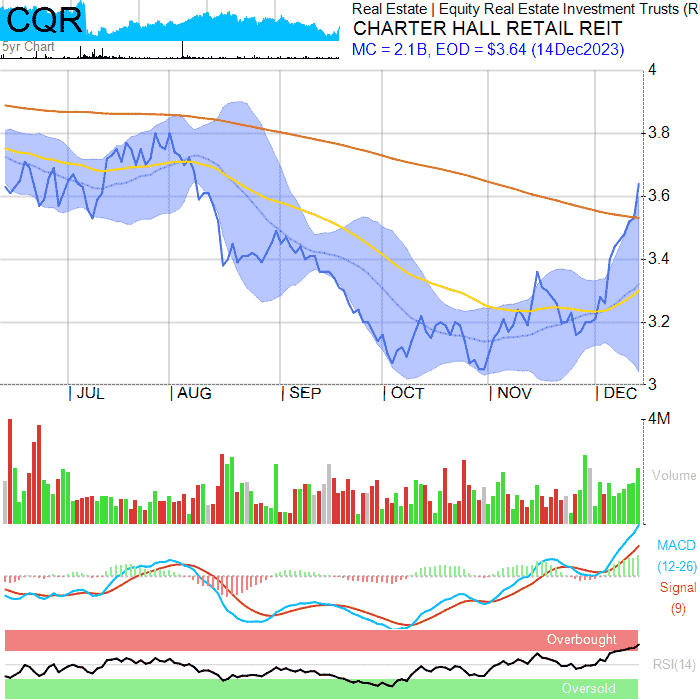 CQR
5yr Chart
Real Estate | Equity Real Estate Investment Trusts (R
CHARTER HALL RETAIL REIT
MC = 2.1B, EOD = $3.64 (14Dec2023)
4
3.8
3.6
3.4
3.2
3
| JUL | AUG | SEP | OCT | NOV | DEC
4M
Volume
MACD
(12-26)
Signal
(9)
Overbought
RSI(14)
Oversold